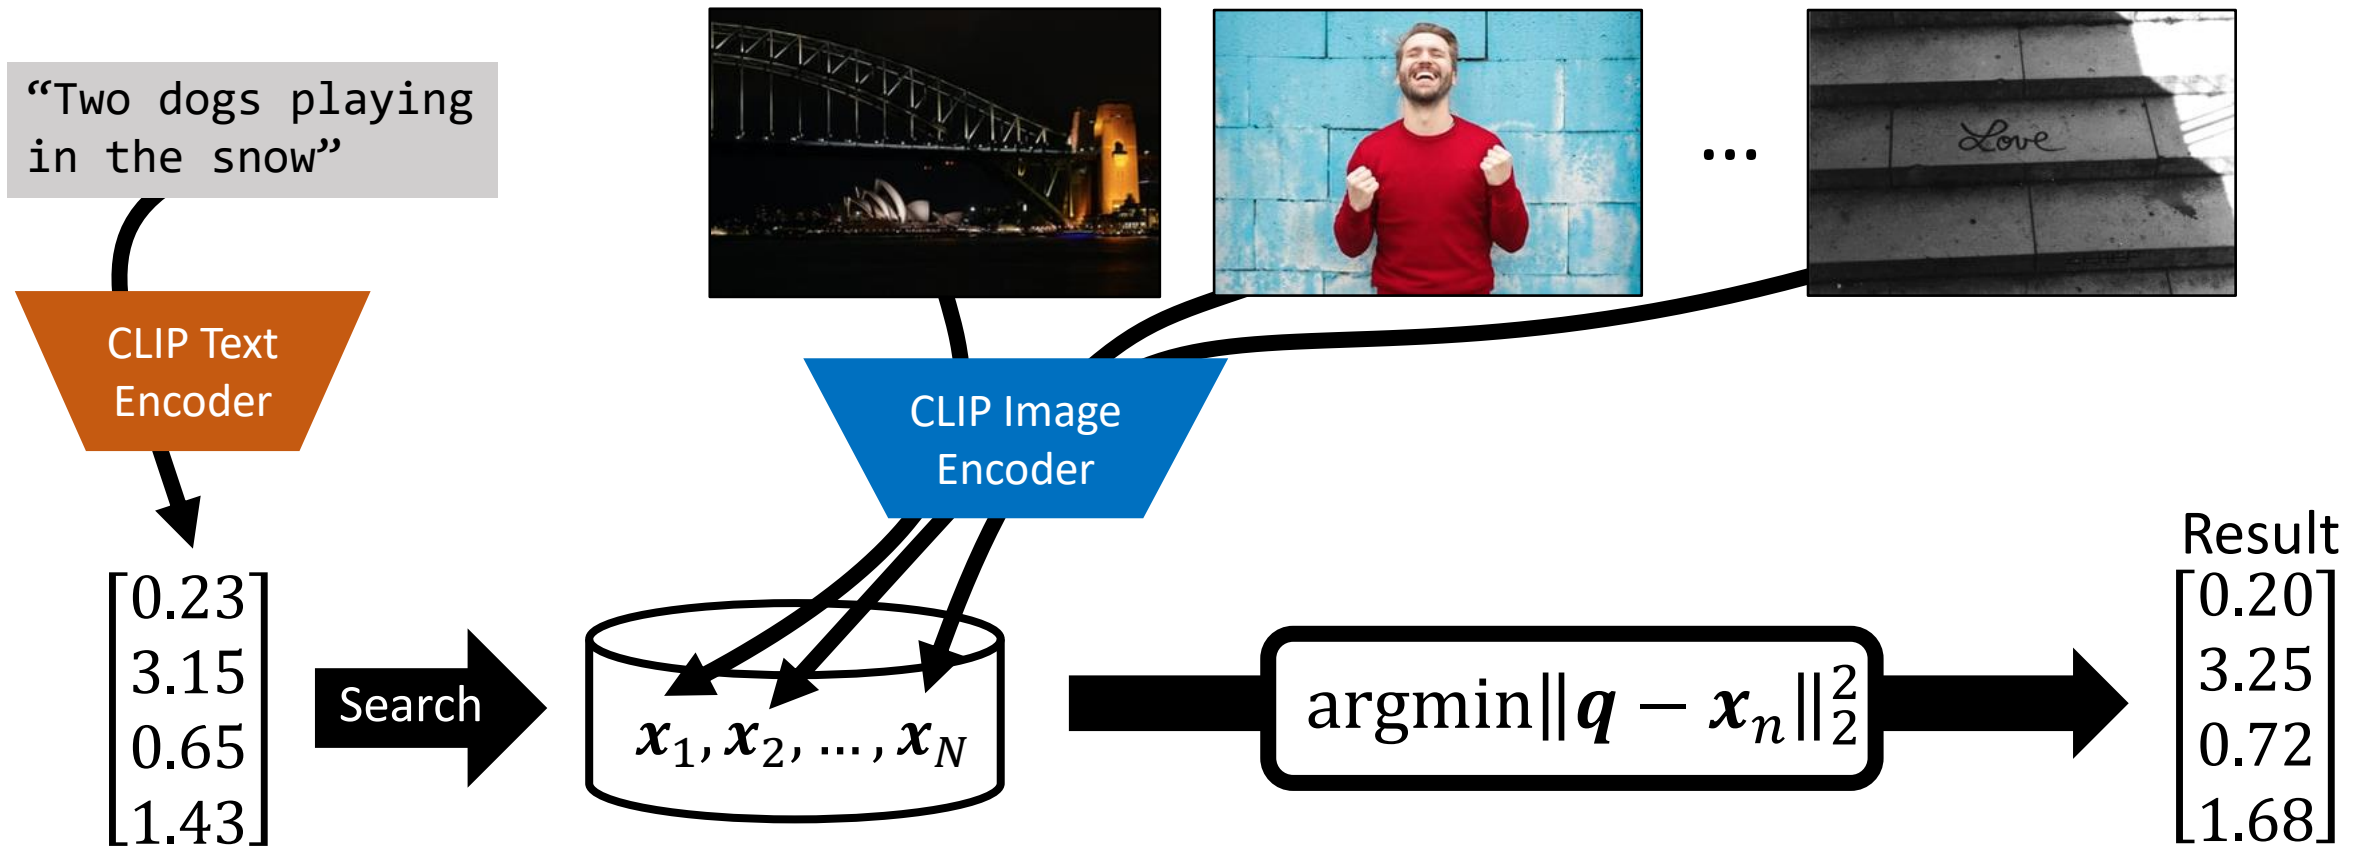 “Two dogs playing
in the snow”
Love
CLIP Text
Encoder
CLIP Image
Encoder
Result
[0.23
3.15
0.65
1.43]
Search
x₁, x₂, ..., x_N
argmin‖q − xₙ‖₂²
[0.20
3.25
0.72
1.68]
...